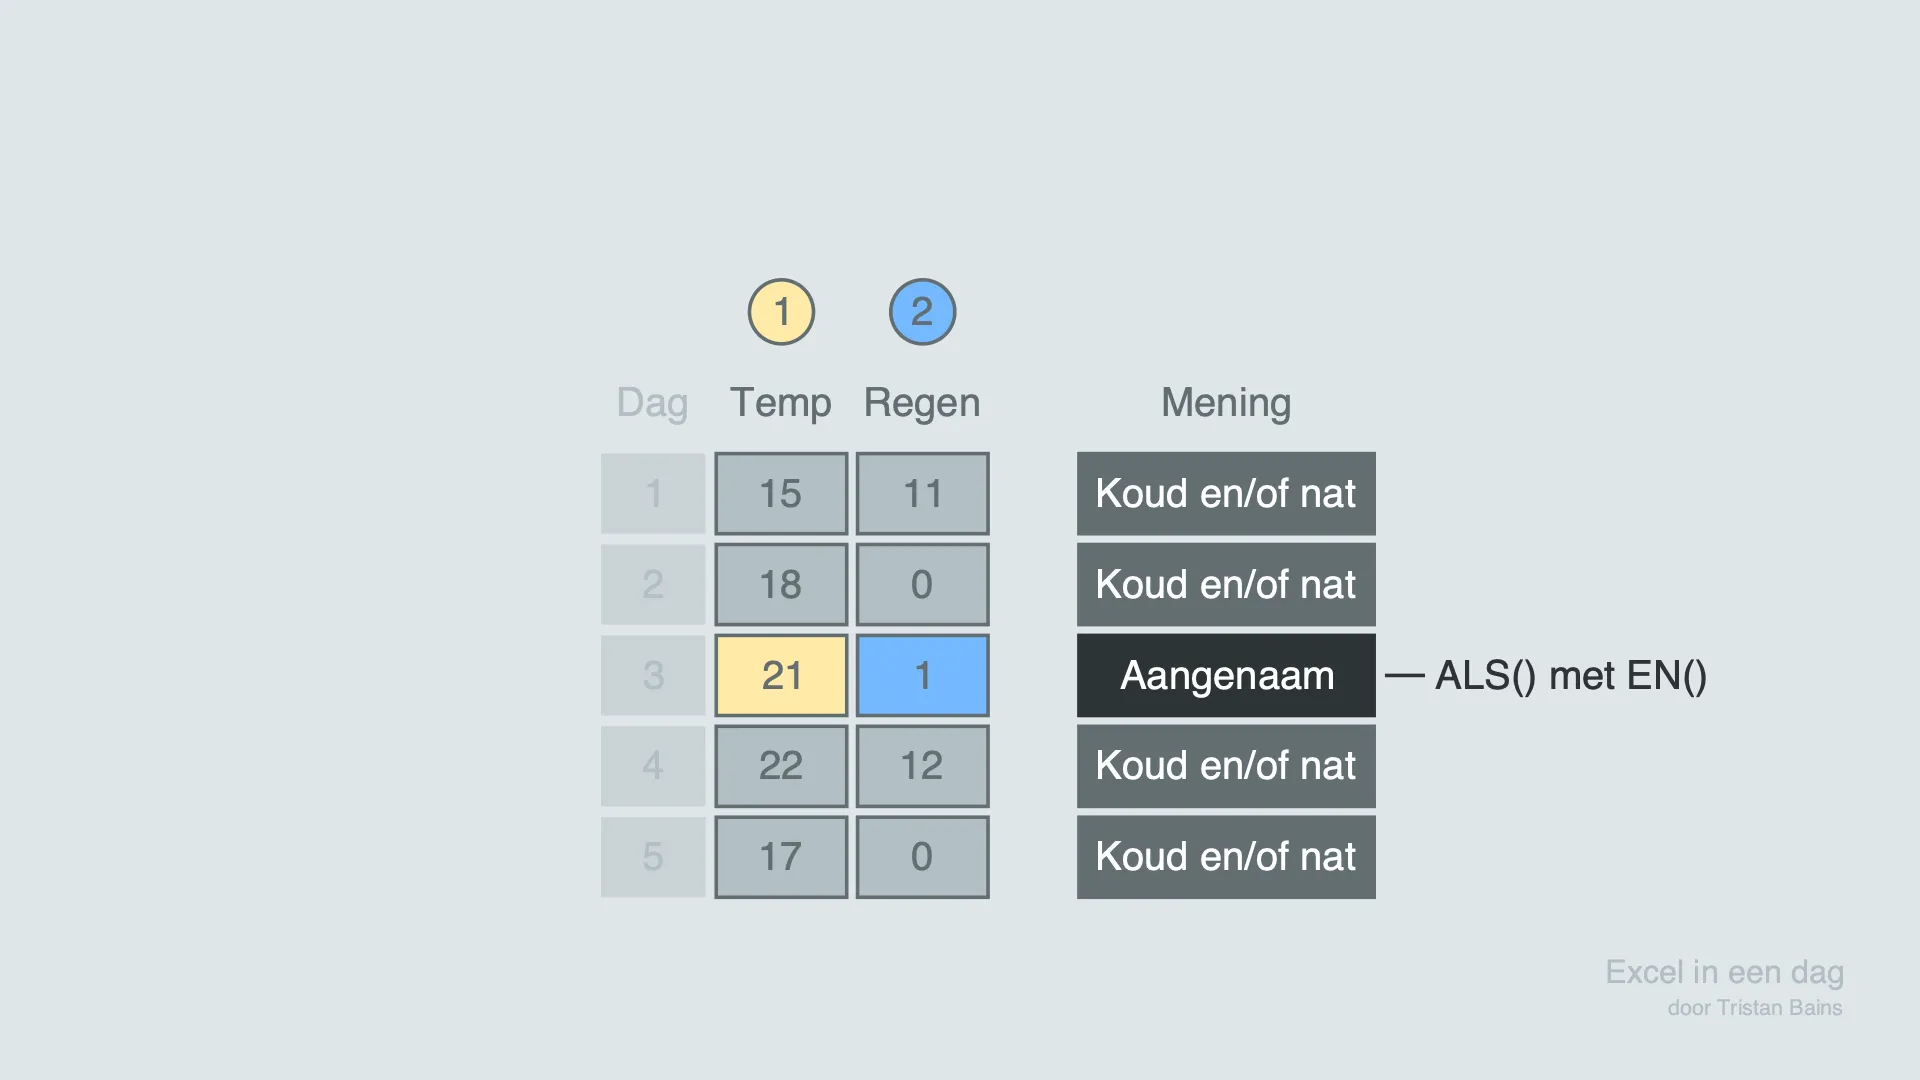 1 2
Dag Temp Regen Mening
1 15 11 Koud en/of nat
2 18 0 Koud en/of nat
3 21 1 Aangenaam — ALS() met EN()
4 22 12 Koud en/of nat
5 17 0 Koud en/of nat
Excel in een dag
door Tristan Bains